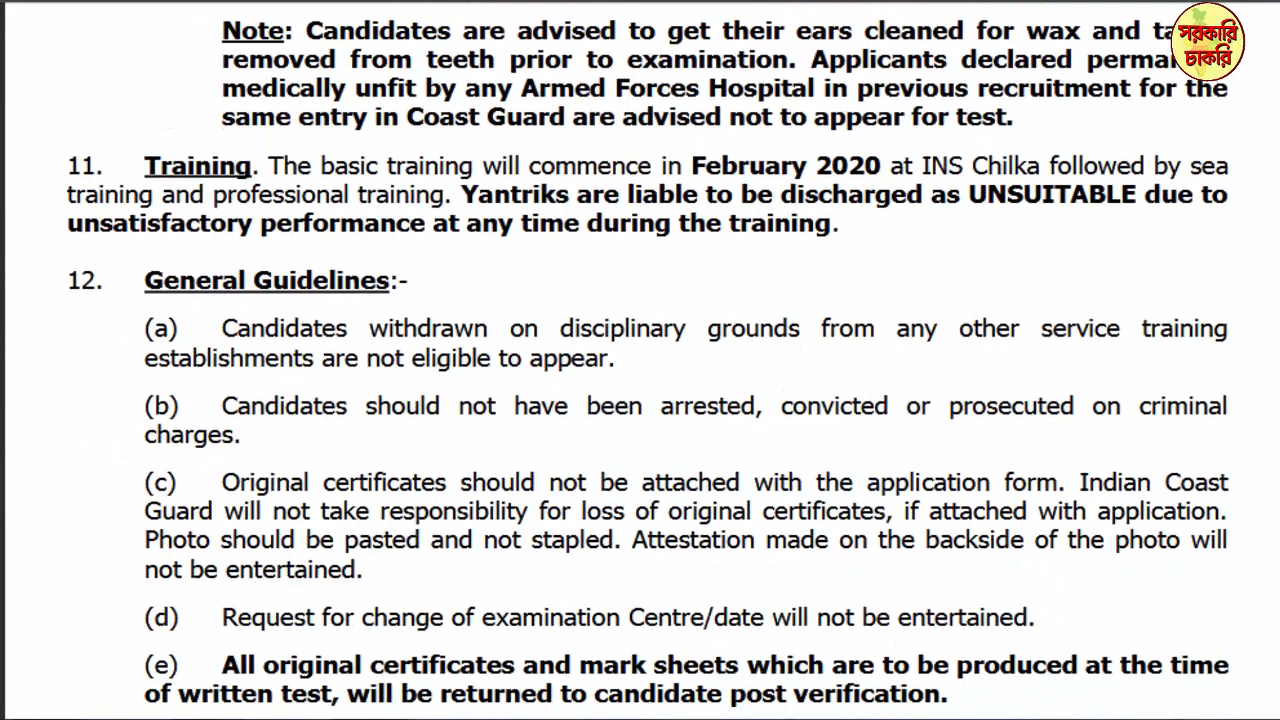 Note: Candidates are advised to get their ears cleaned for wax and
removed from teeth prior to examination. Applicants declared
medically unfit by any Armed Forces Hospital in previous recruitment for the
same entry in Coast Guard are advised not to appear for test.
সরকারি
চাকরি
11. Training. The basic training will commence in February 2020 at INS Chilka followed by sea
training and professional training. Yantriks are liable to be discharged as UNSUITABLE due to
unsatisfactory performance at any time during the training.
12. General Guidelines:-
(a) Candidates withdrawn on disciplinary grounds from any other service training
establishments are not eligible to appear.
(b) Candidates should not have been arrested, convicted or prosecuted on criminal
charges.
(c) Original certificates should not be attached with the application form. Indian Coast
Guard will not take responsibility for loss of original certificates, if attached with application.
Photo should be pasted and not stapled. Attestation made on the backside of the photo will
not be entertained.
(d) Request for change of examination Centre/date will not be entertained.
(e) All original certificates and mark sheets which are to be produced at the time
of written test, will be returned to candidate post verification.